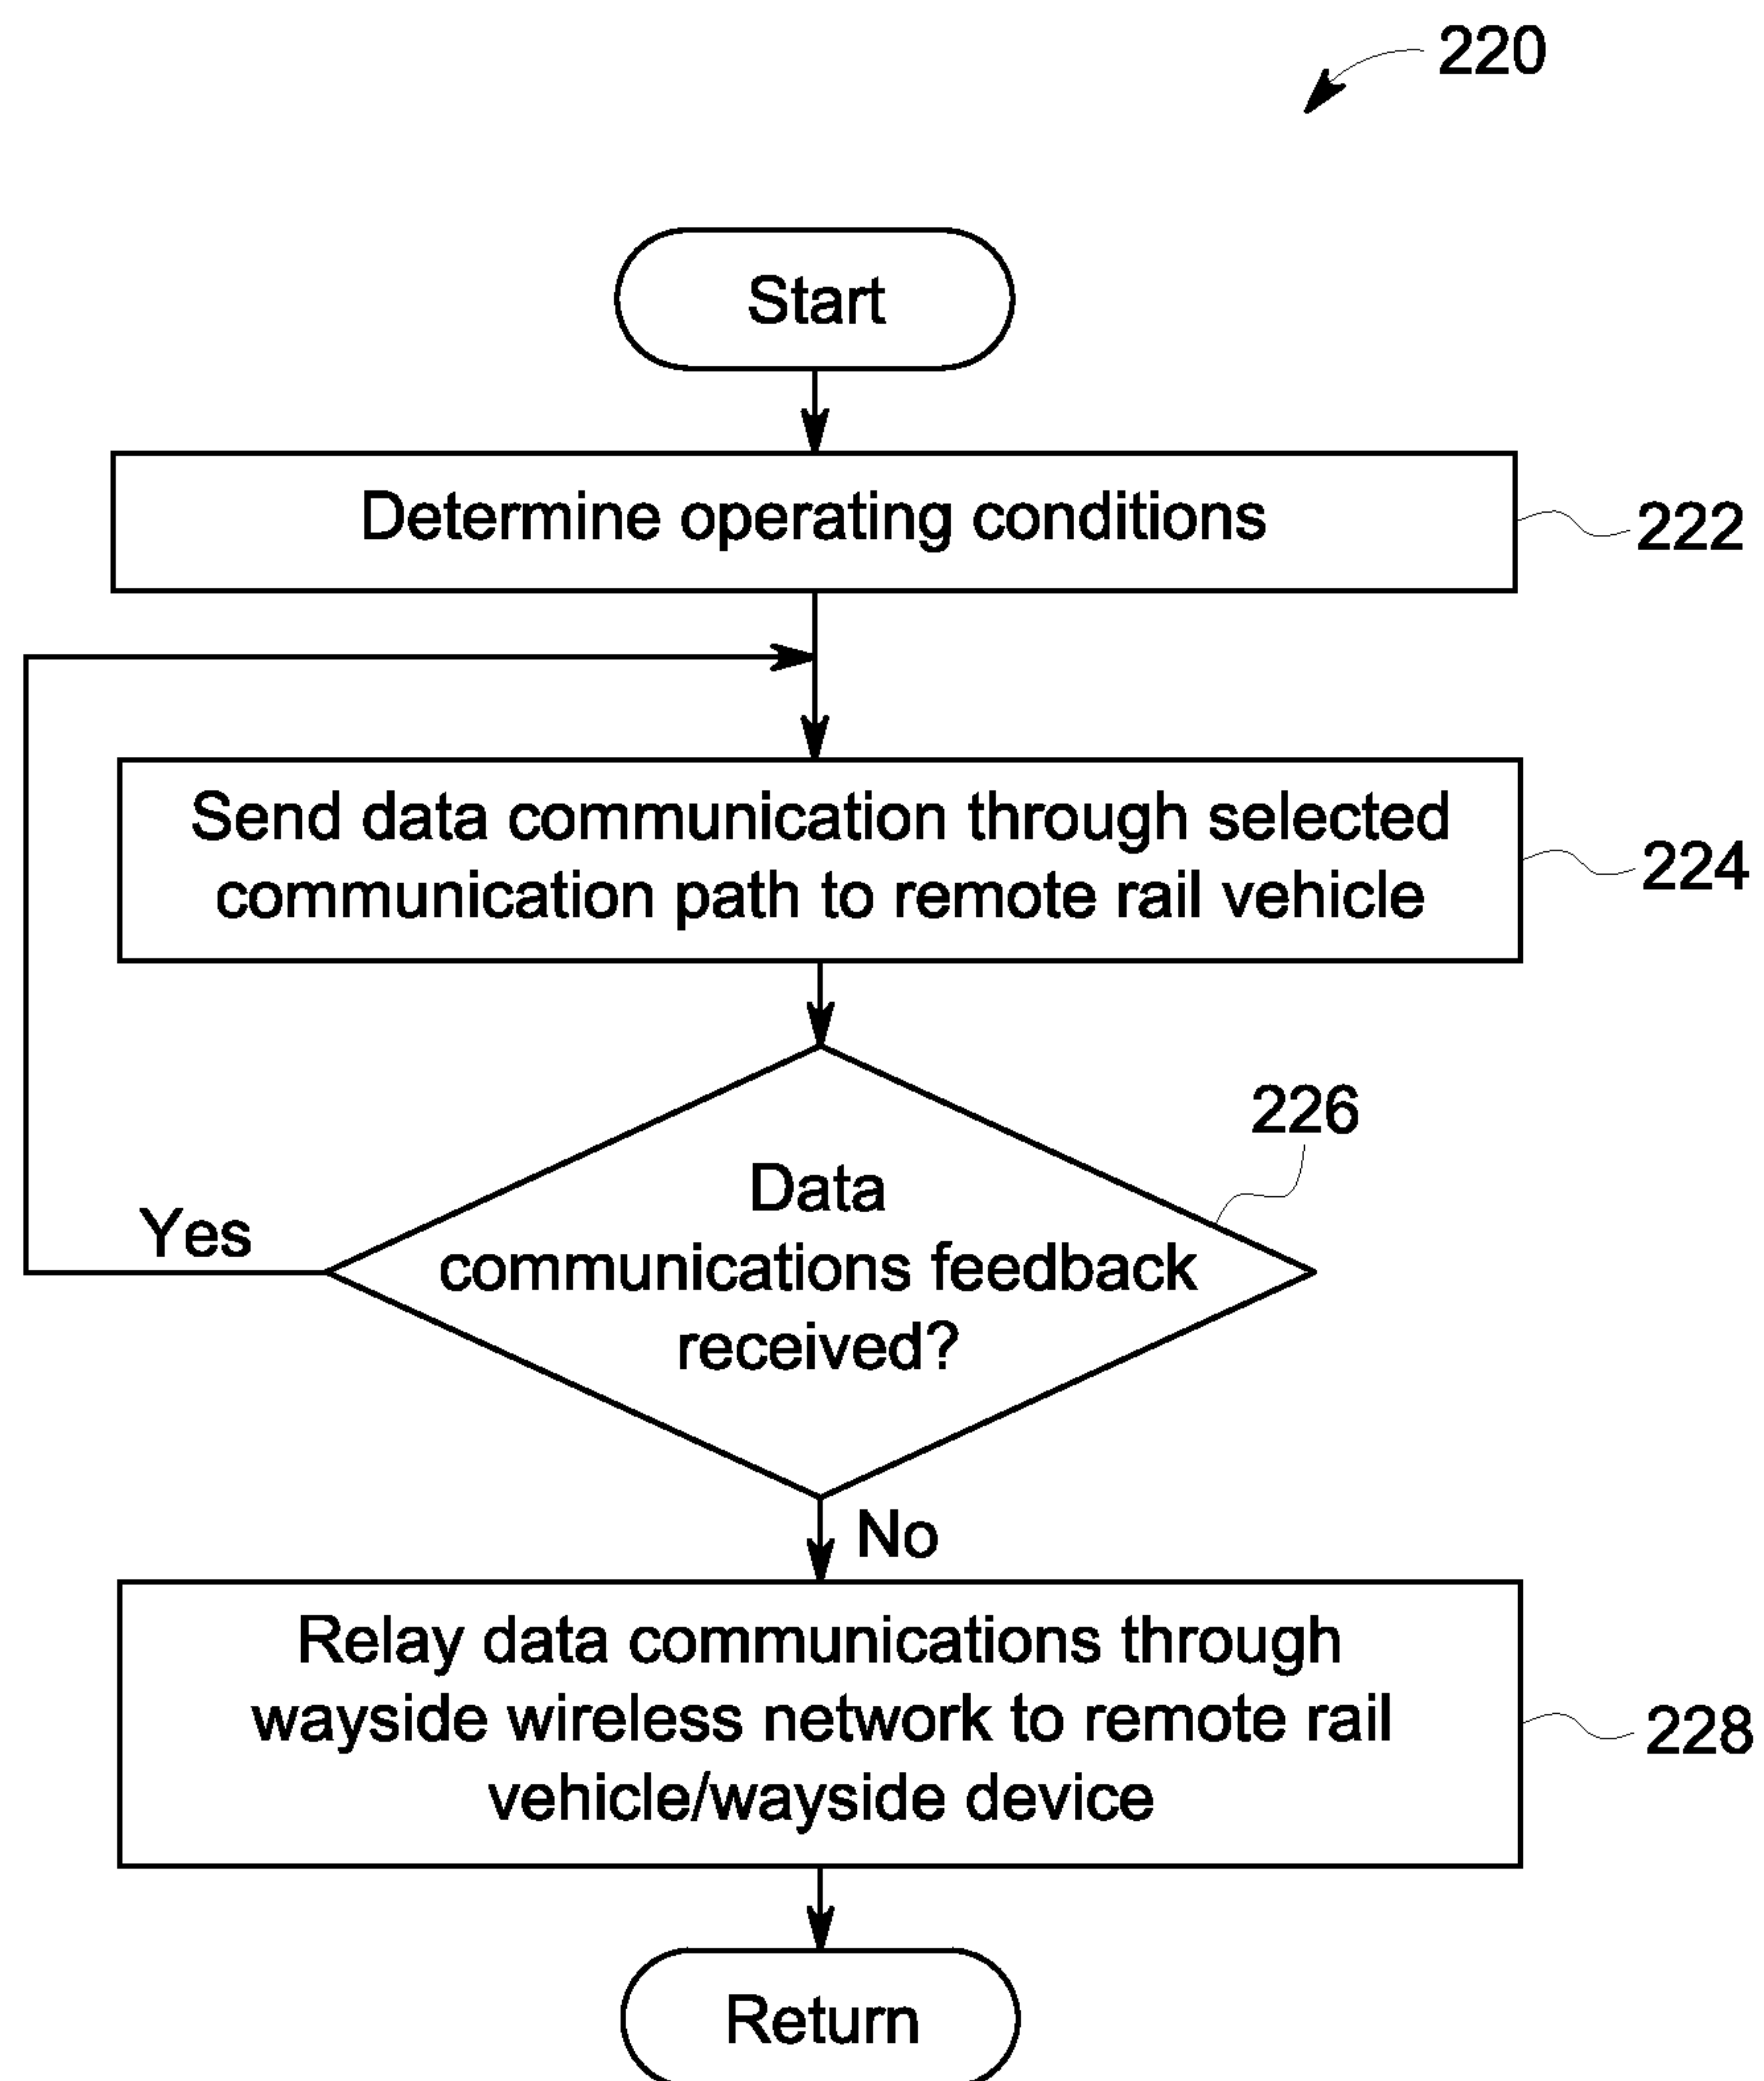 220
Start
Determine operating conditions
222
Send data communication through selected
communication path to remote rail vehicle
224
226
Data
communications feedback
received?
Yes
No
Relay data communications through
wayside wireless network to remote rail
vehicle/wayside device
228
Return